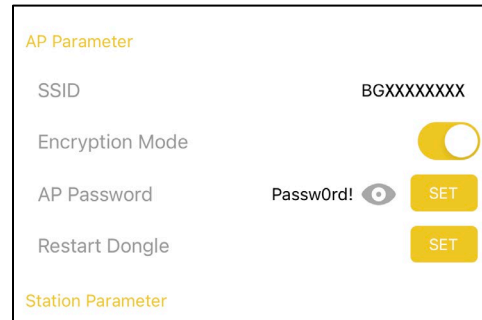 AP Parameter
SSID BGXXXXXXXX
Encryption Mode
AP Password Passw0rd! SET
Restart Dongle SET
Station Parameter